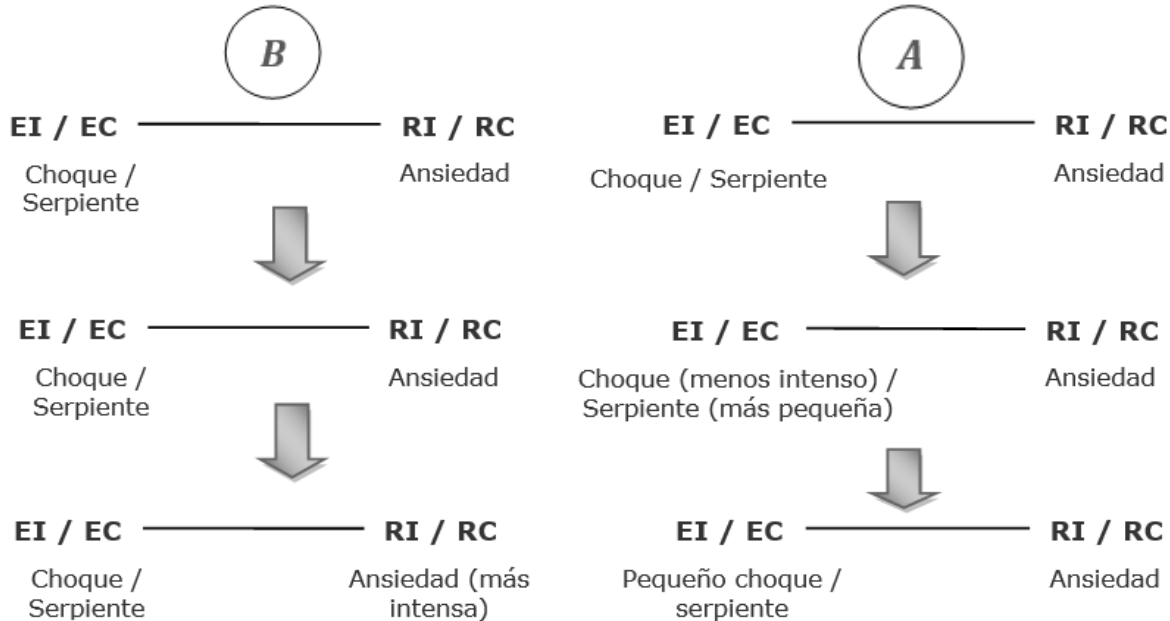 B
EI / EC RI / RC
Choque /
Serpiente
Ansiedad
EI / EC RI / RC
Choque /
Serpiente
Ansiedad
EI / EC RI / RC
Choque /
Serpiente
Ansiedad (más
intensa)
A
EI / EC RI / RC
Choque / Serpiente
Ansiedad
EI / EC RI / RC
Choque (menos intenso) /
Serpiente (más pequeña)
Ansiedad
EI / EC RI / RC
Pequeño choque /
serpiente
Ansiedad